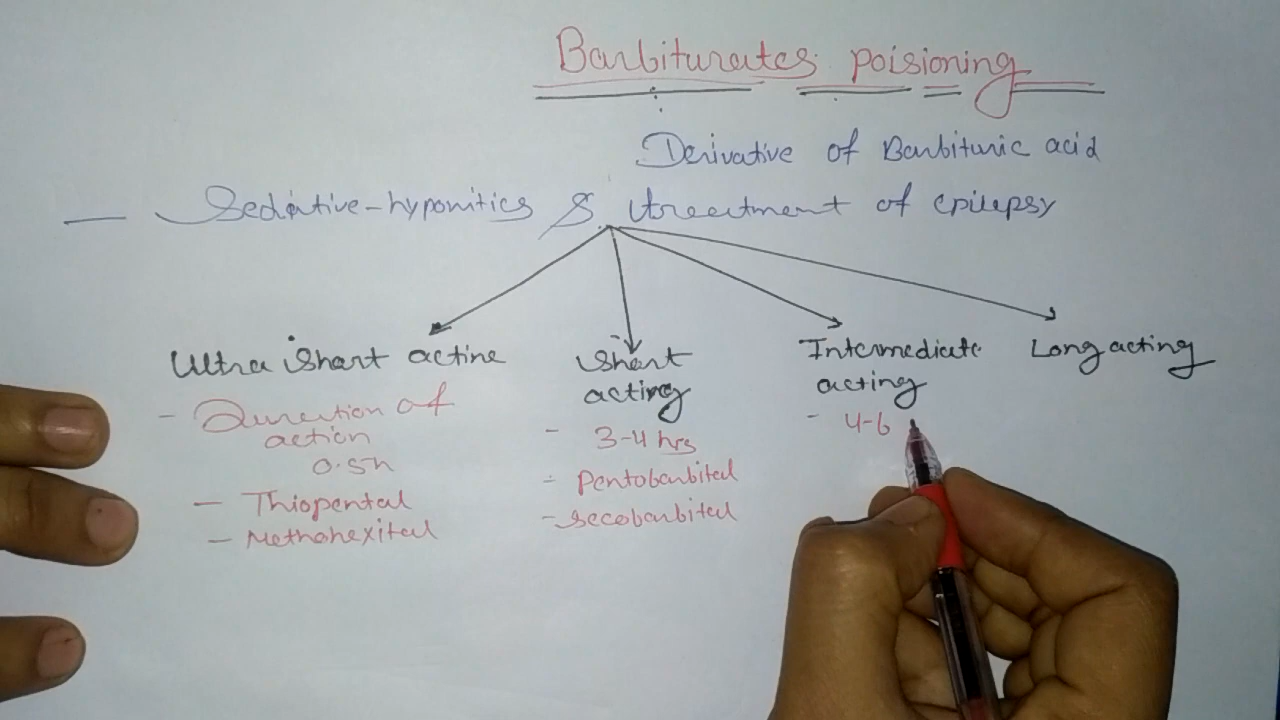 Barbiturates poisioning
Derivative of Barbituric acid
— Sedative-hyponitics & treatment of epilepsy
Ultra short actine
- Duration of
action
0.5h
- Thiopental
- Methohexital
Short
acting
- 3-4 hrs
- Pentobarbital
- Secobarbital
Intermediate
acting
- 4-6
Long acting